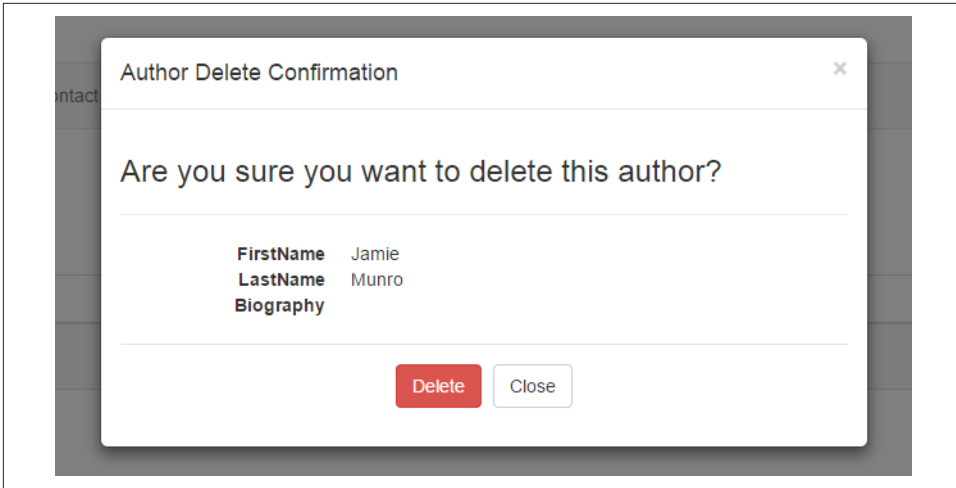 Author Delete Confirmation ×
ontact
Are you sure you want to delete this author?
FirstName Jamie
LastName Munro
Biography
Delete Close